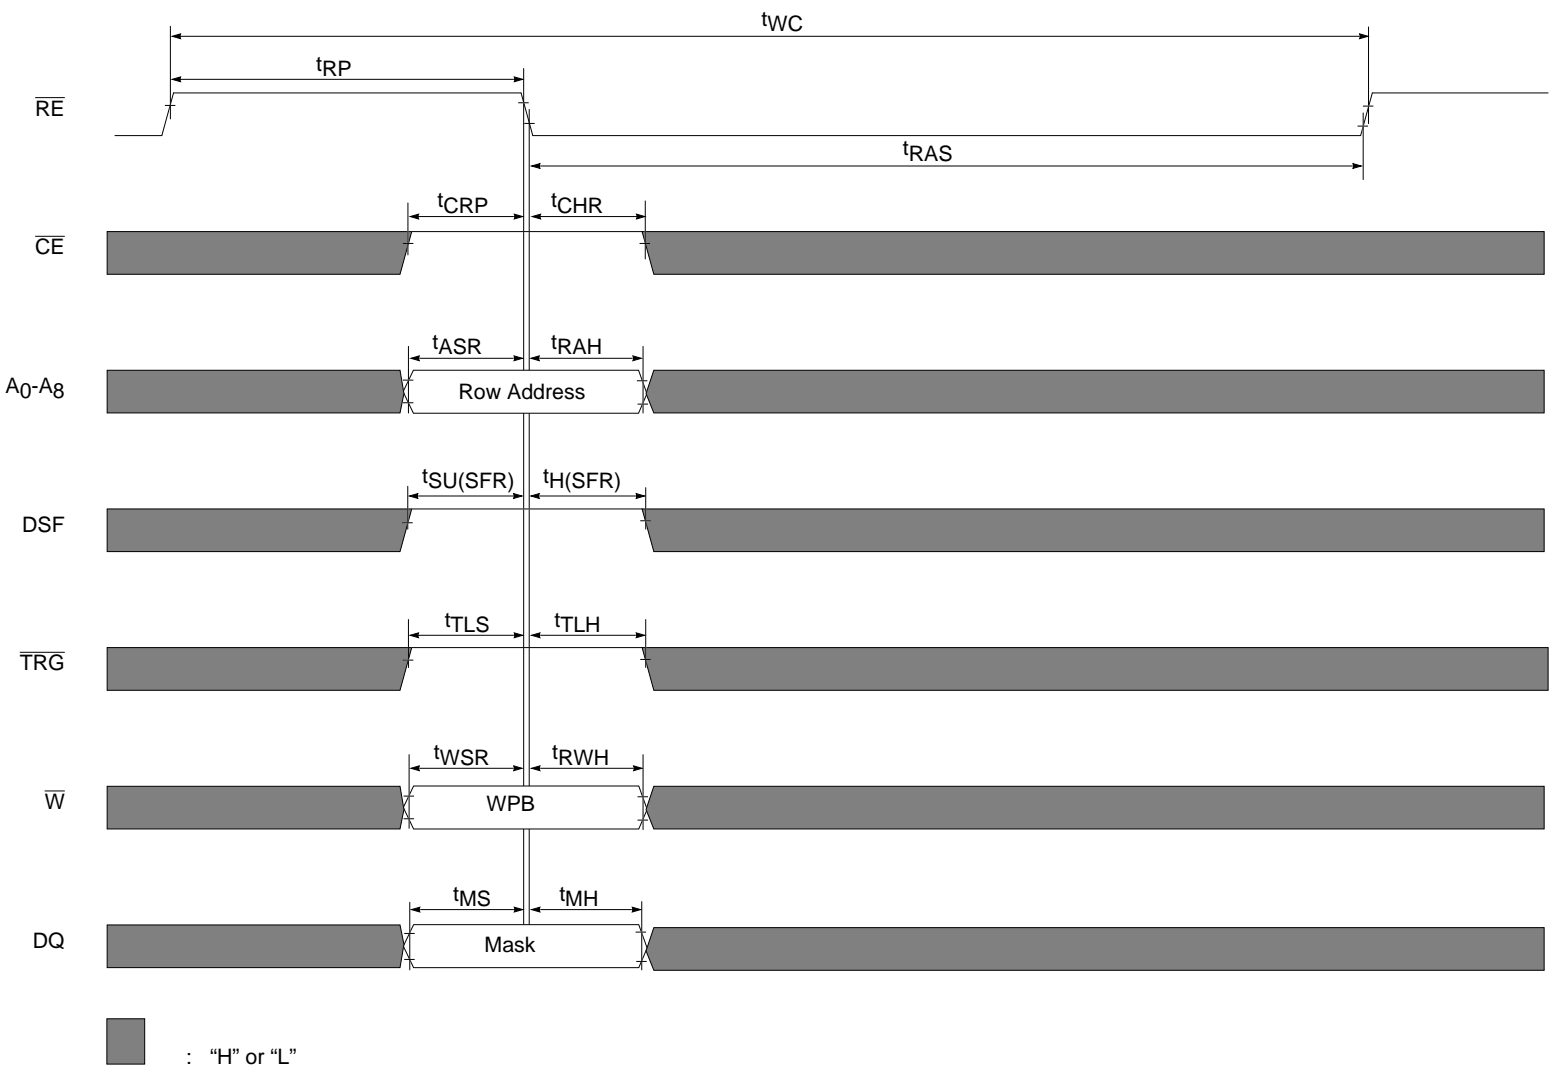 tWC
tRP
RE
tRAS
tCRP
tCHR
CE
tASR
tRAH
A0-A8
Row Address
tSU(SFR)
tH(SFR)
DSF
tTLS
tTLH
TRG
tWSR
tRWH
W
WPB
tMS
tMH
DQ
Mask
: “H” or “L”